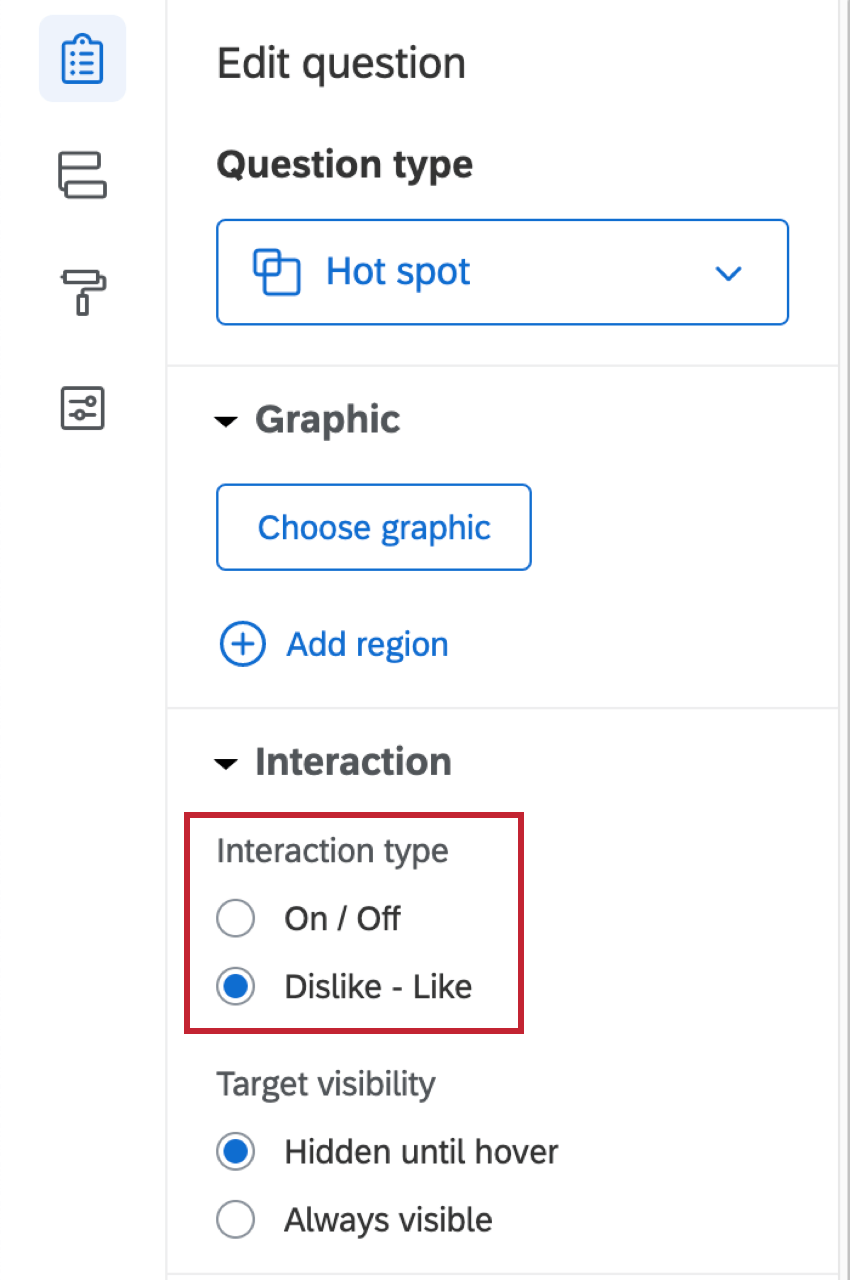 Edit question
Question type
Hot spot
Graphic
Choose graphic
Add region
Interaction
Interaction type
On / Off
Dislike - Like
Target visibility
Hidden until hover
Always visible